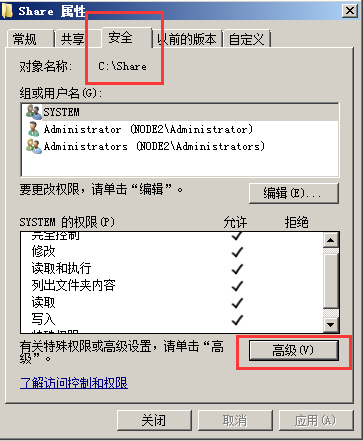 Share 属性
常规 共享 安全 以前的版本 自定义
对象名称: C:\Share
组或用户名(G):
SYSTEM
Administrator (NODE2\Administrator)
Administrators (NODE2\Administrators)
要更改权限，请单击“编辑”。
编辑(E)...
SYSTEM 的权限(P) 允许 拒绝
完全控制
修改
读取和执行
列出文件夹内容
读取
写入
特殊权限
有关特殊权限或高级设置，请单击“高
级”。
高级(V)
了解访问控制和权限
关闭 取消 应用(A)